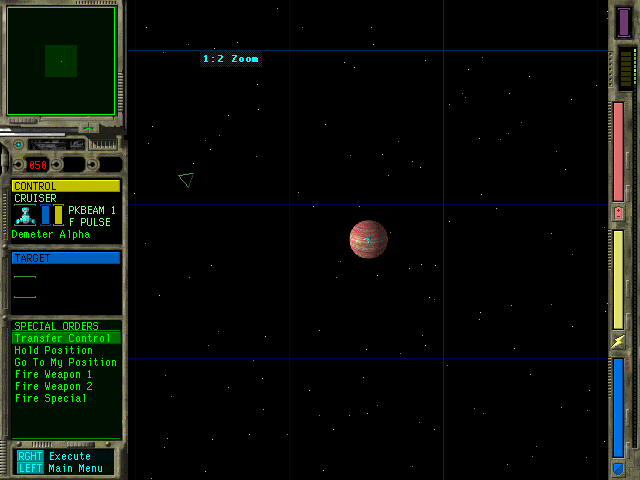 1:2 Zoom
050
CONTROL
CRUISER
PKBEAM 1
F PULSE
Demeter Alpha
TARGET
SPECIAL ORDERS
Transfer Control
Hold Position
Go To My Position
Fire Weapon 1
Fire Weapon 2
Fire Special
RGHT Execute
LEFT Main Menu